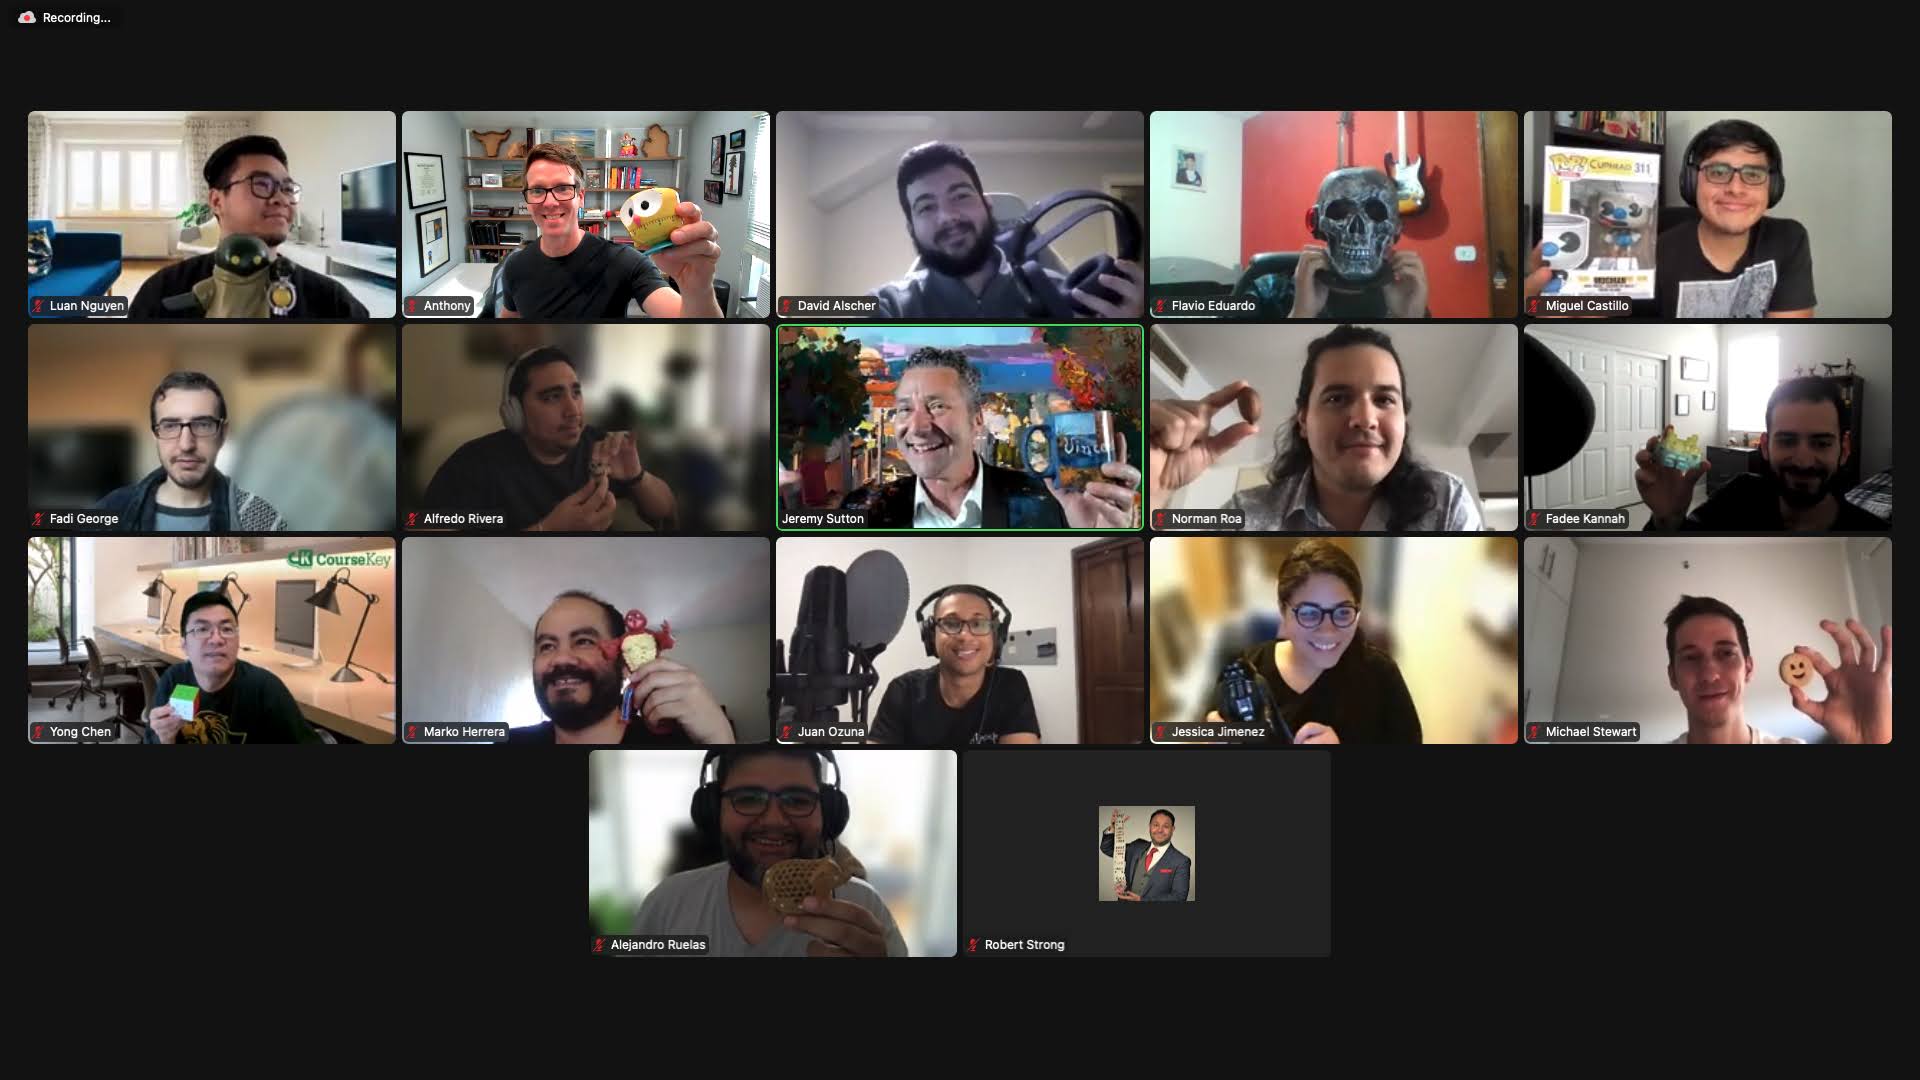 Recording...
Luan Nguyen
Anthony
David Alscher
Flavio Eduardo
POP! CUPHEAD 311
Miguel Castillo
Fadi George
Alfredo Rivera
Jeremy Sutton
Norman Roa
Fadee Kannah
CK CourseKey
Yong Chen
Marko Herrera
Juan Ozuna
Jessica Jimenez
Michael Stewart
Alejandro Ruelas
Robert Strong